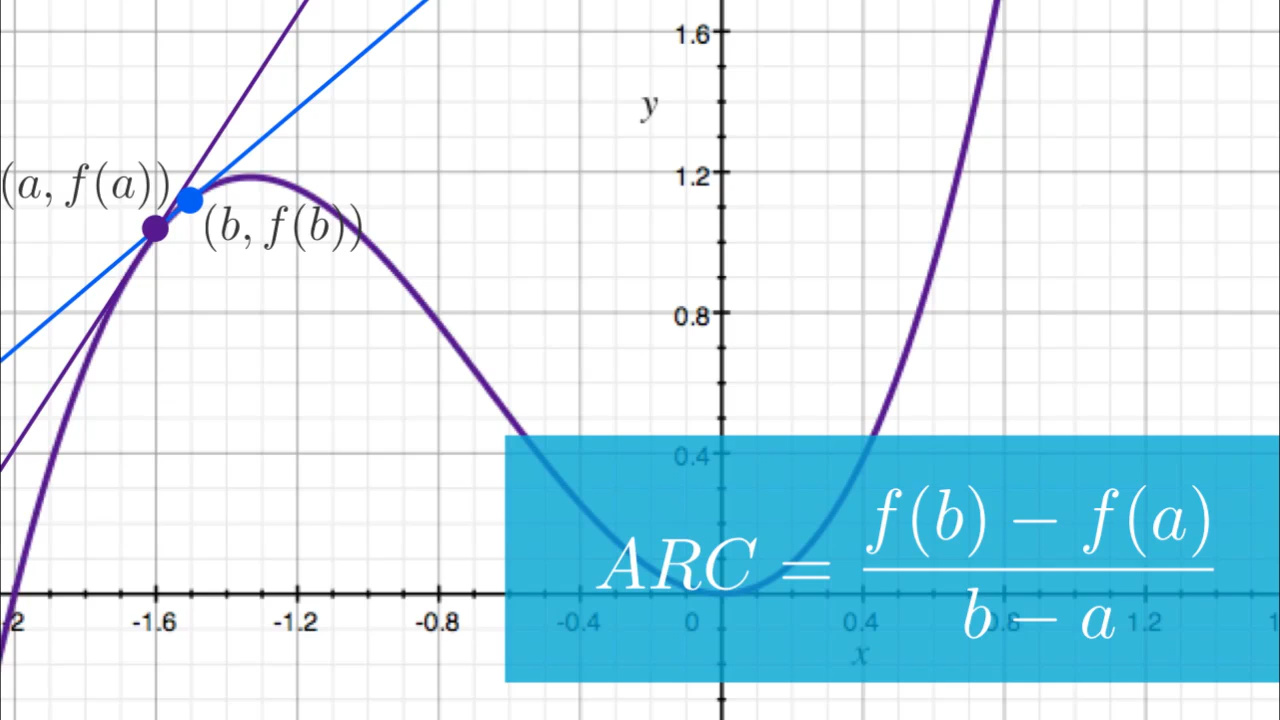 1.6
y
1.2
(a, f(a))
(b, f(b))
0.8
0.4
ARC = \frac{f(b) - f(a)}{b - a}
-2 -1.6 -1.2 -0.8 -0.4 0 0.4 0.8 1.2
x